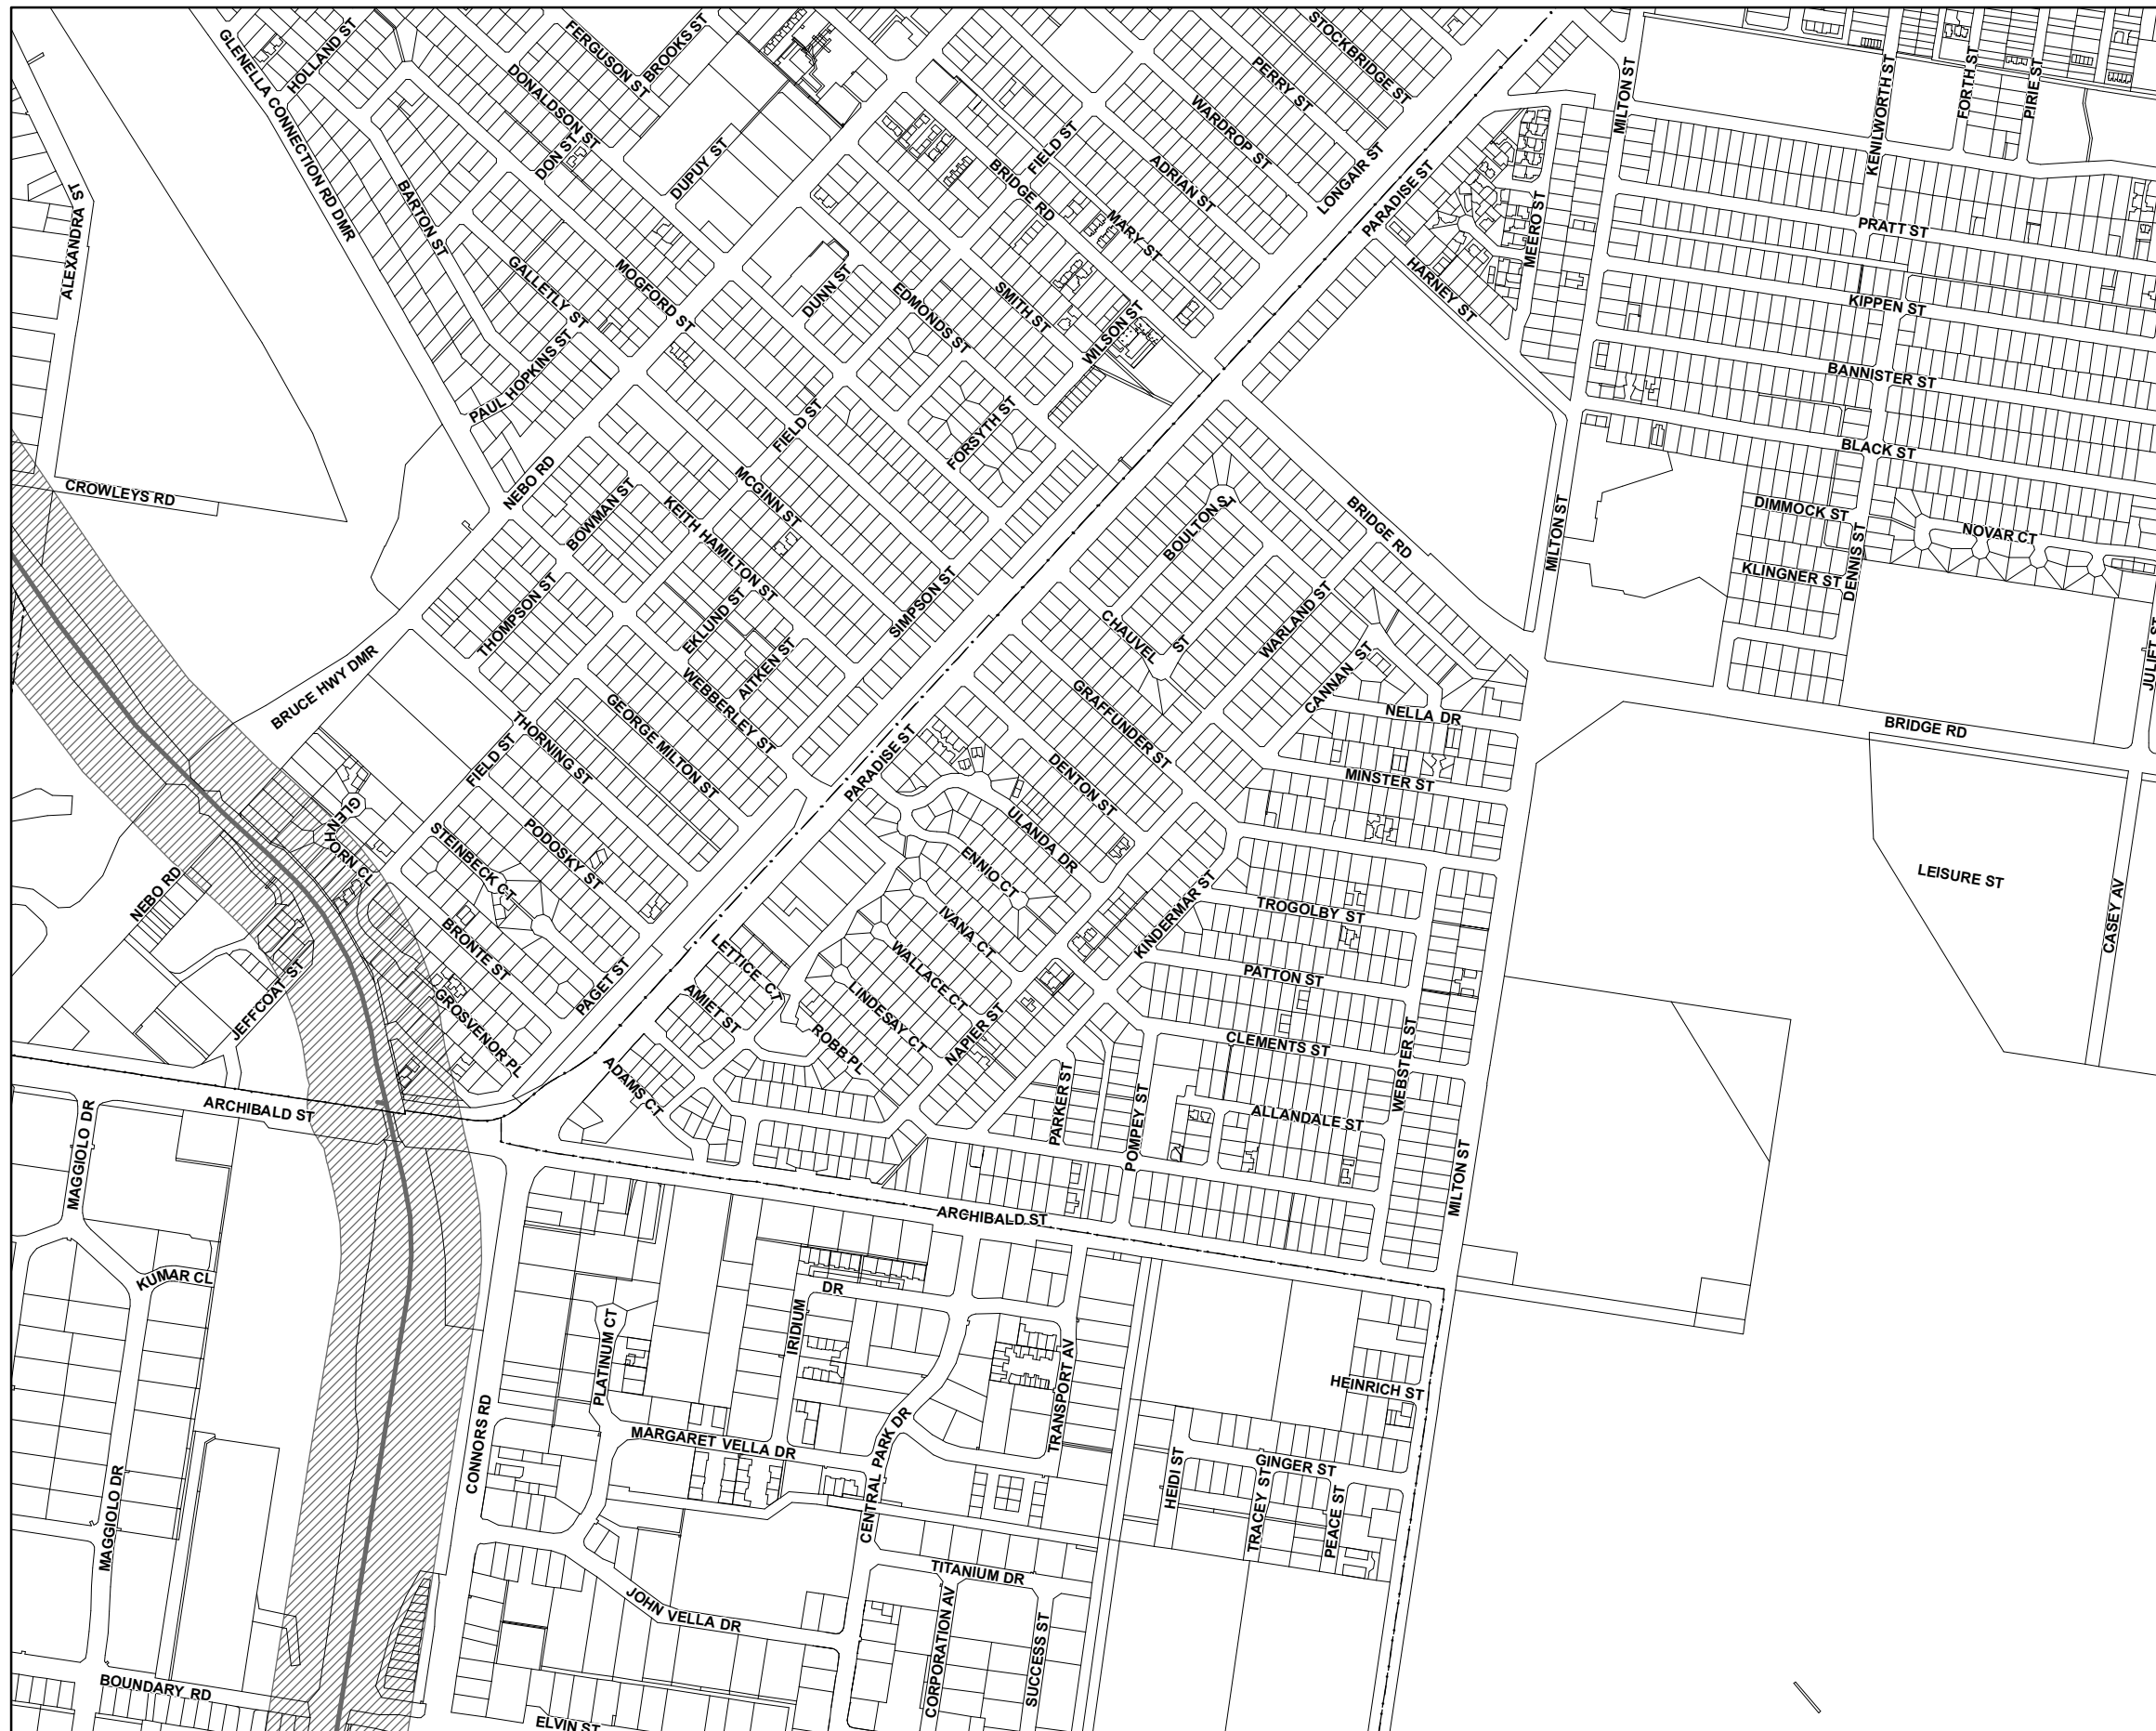 STOCKBRIDGE ST
HOLLAND ST
FERGUSON ST
BROOKS ST
GLENELLA CONNECTION RD DMR
DONALDSON ST
PERRY ST
MILTON ST
KENILWORTH ST
FORTH ST
PIRIE ST
WARDROP ST
DON ST
DUPUY ST
FIELD ST
BRIDGE RD
ADRIAN ST
LONGAIR ST
PARADISE ST
ALEXANDRA ST
BARTON ST
MARY ST
MEERO ST
PRATT ST
GALLETLY ST
MOGFORD ST
DUNN ST
EDMONDS ST
SMITH ST
HARNEY ST
KIPPEN ST
WILSON ST
PAUL HOPKINS ST
BANNISTER ST
FIELD ST
FORSYTH ST
BLACK ST
CROWLEYS RD
NEBO RD
BOWMAN ST
KEITH HAMILTON ST
MCGINN ST
BOULTON ST
BRIDGE RD
MILTON ST
DIMMOCK ST
DENNIS ST
NOVAR CT
KLINGNER ST
THOMPSON ST
EKLUND ST
AITKEN ST
SIMPSON ST
CHAUVEL
ST
WARLAND ST
CANNAN ST
JULIET ST
BRUCE HWY DMR
WEBBERLEY ST
GEORGE MILTON ST
GRAFFUNDER ST
NELLA DR
BRIDGE RD
THORNING ST
FIELD ST
PARADISE ST
DENTON ST
MINSTER ST
GLENHORN CL
STEINBECK CT
PODOSKY ST
ULANDA DR
ENNIO CT
LEISURE ST
NEBO RD
KINDERMAR ST
TROGOLBY ST
CASEY AV
BRONTE ST
IVANA CT
WALLACE CT
LETTICE CT
PATTON ST
JEFFCOAT ST
GROSVENOR PL
PAGET ST
AMIET ST
LINDESAY CT
ROBB PL
NAPIER ST
CLEMENTS ST
WEBSTER ST
ADAMS CT
PARKER ST
POMPEY ST
ALLANDALE ST
MAGGIOLO DR
ARCHIBALD ST
MILTON ST
ARCHIBALD ST
KUMAR CL
DR
IRIDIUM
PLATINUM CT
TRANSPORT AV
HEINRICH ST
CONNORS RD
MARGARET VELLA DR
CENTRAL PARK DR
HEIDI ST
GINGER ST
TRACEY ST
PEACE ST
MAGGIOLO DR
TITANIUM DR
JOHN VELLA DR
CORPORATION AV
SUCCESS ST
BOUNDARY RD
ELVIN ST